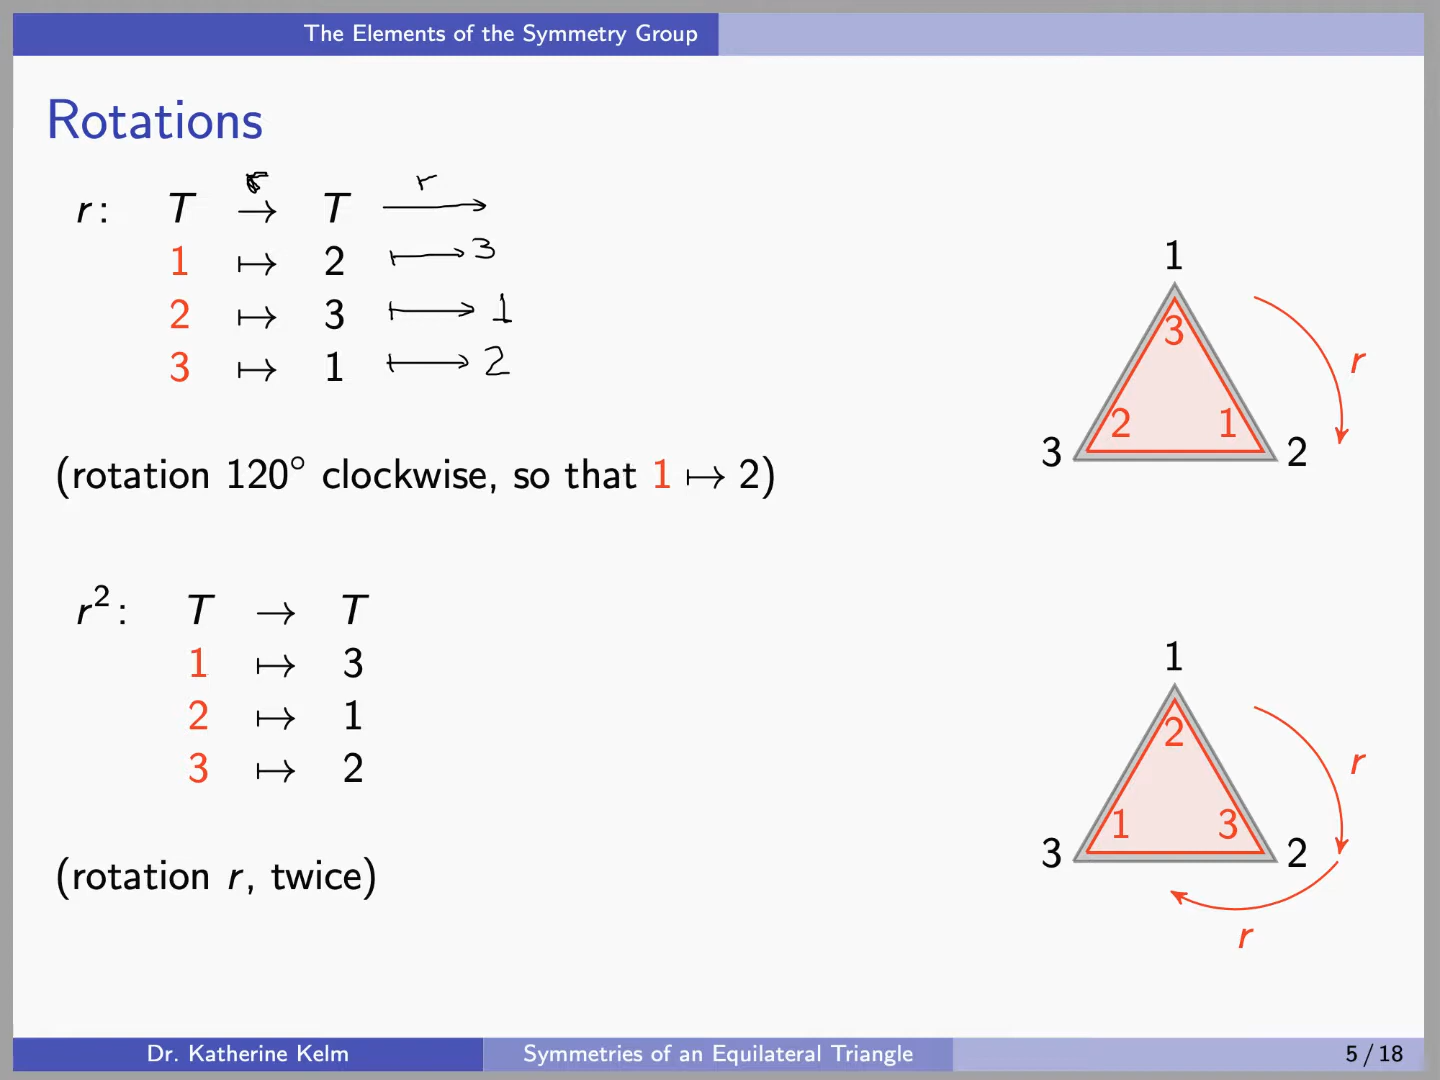 The Elements of the Symmetry Group
Rotations
r: T →r T →r
1 ↦ 2 ↦ 3
2 ↦ 3 ↦ 1
3 ↦ 1 ↦ 2
(rotation 120° clockwise, so that 1 ↦ 2)
1
3
2 1
3 2
r
r²: T → T
1 ↦ 3
2 ↦ 1
3 ↦ 2
(rotation r, twice)
1
2
1 3
3 2
r
r
Dr. Katherine Kelm Symmetries of an Equilateral Triangle 5 / 18